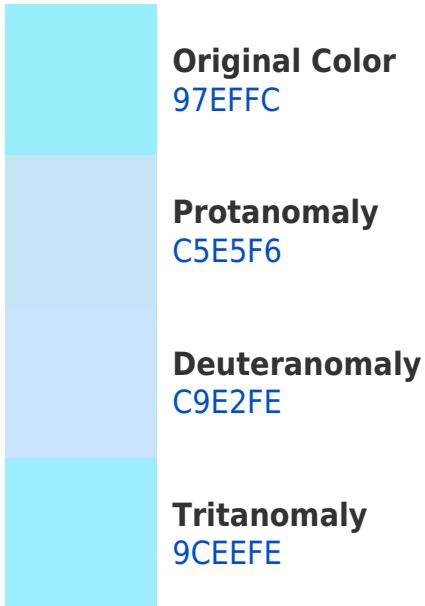 Original Color
97EFFC
Protanomaly
C5E5F6
Deuteranomaly
C9E2FE
Tritanomaly
9CEEFE